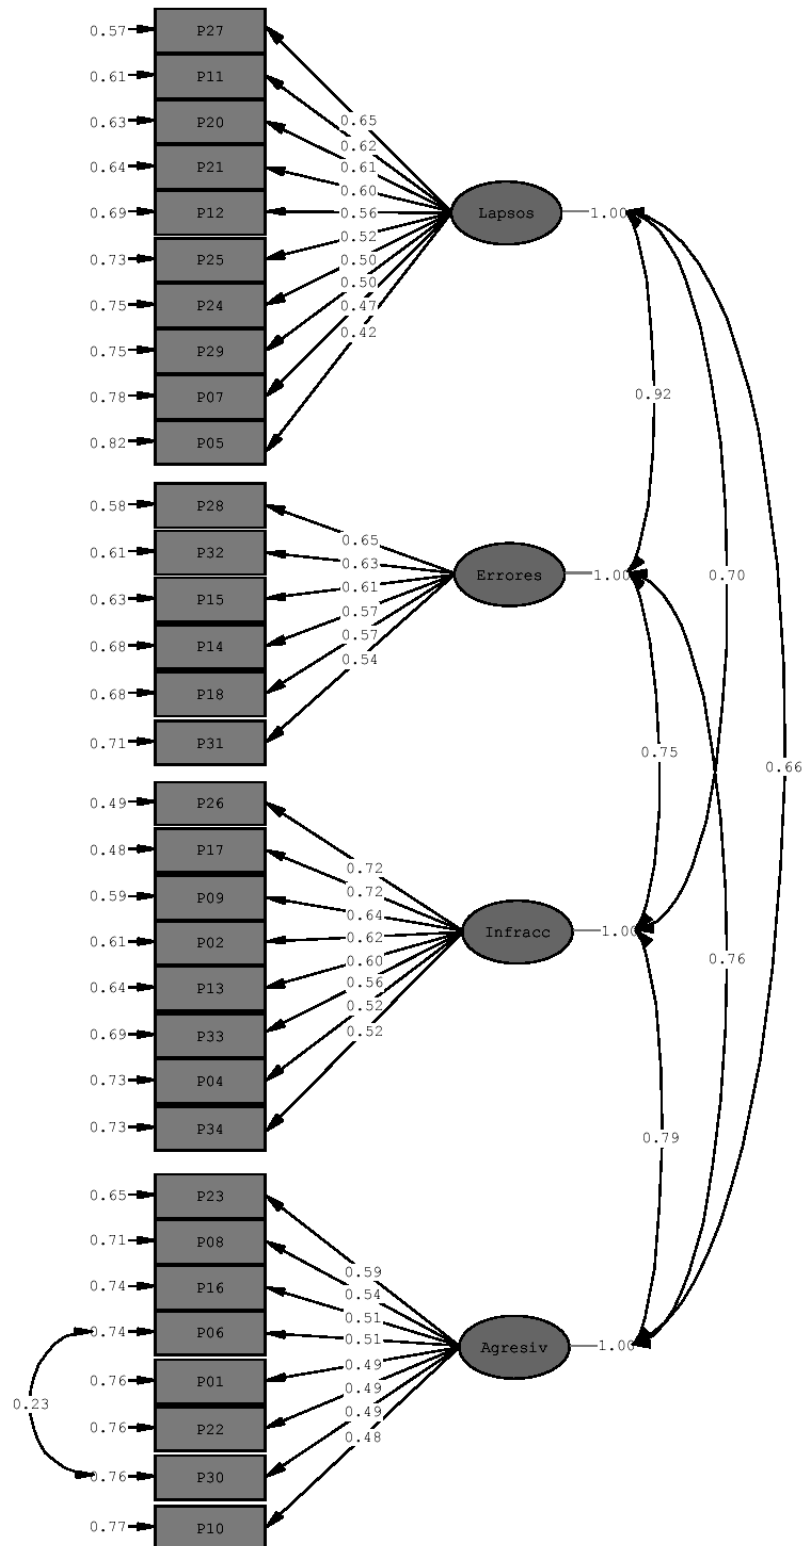 0.57 P27
0.61 P11
0.63 P20
0.64 P21
0.69 P12
0.73 P25
0.75 P24
0.75 P29
0.78 P07
0.82 P05
0.65
0.62
0.61
0.60
0.56
0.52
0.50
0.50
0.47
0.42
Lapsos 1.00
0.58 P28
0.61 P32
0.63 P15
0.68 P14
0.68 P18
0.71 P31
0.65
0.63
0.61
0.57
0.57
0.54
Errores 1.00
0.49 P26
0.48 P17
0.59 P09
0.61 P02
0.64 P13
0.69 P33
0.73 P04
0.73 P34
0.72
0.72
0.64
0.62
0.60
0.56
0.52
0.52
Infracc 1.00
0.65 P23
0.71 P08
0.74 P16
0.74 P06
0.76 P01
0.76 P22
0.76 P30
0.77 P10
0.59
0.54
0.51
0.51
0.49
0.49
0.49
0.48
Agresiv 1.00
0.23
0.92
0.70
0.75
0.66
0.76
0.79